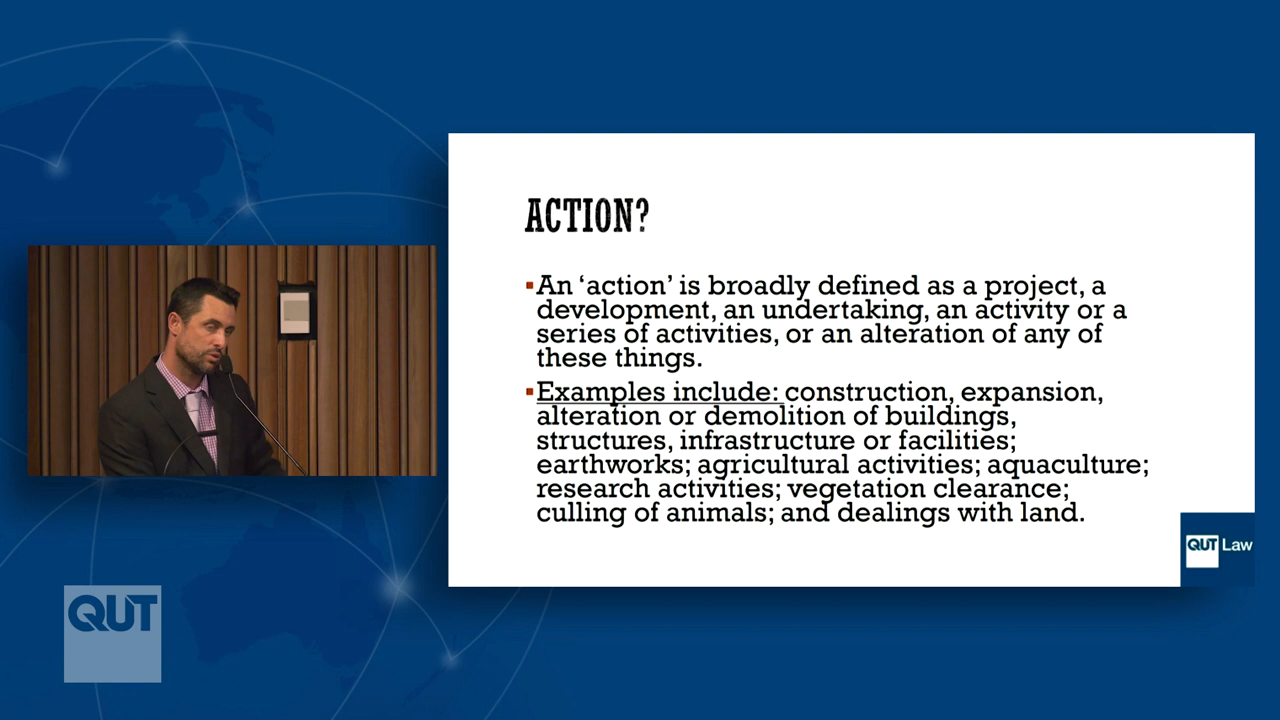 ACTION?
▪An ‘action’ is broadly defined as a project, a
development, an undertaking, an activity or a
series of activities, or an alteration of any of
these things.
▪Examples include: construction, expansion,
alteration or demolition of buildings,
structures, infrastructure or facilities;
earthworks; agricultural activities; aquaculture;
research activities; vegetation clearance;
culling of animals; and dealings with land.
QUT Law
QUT